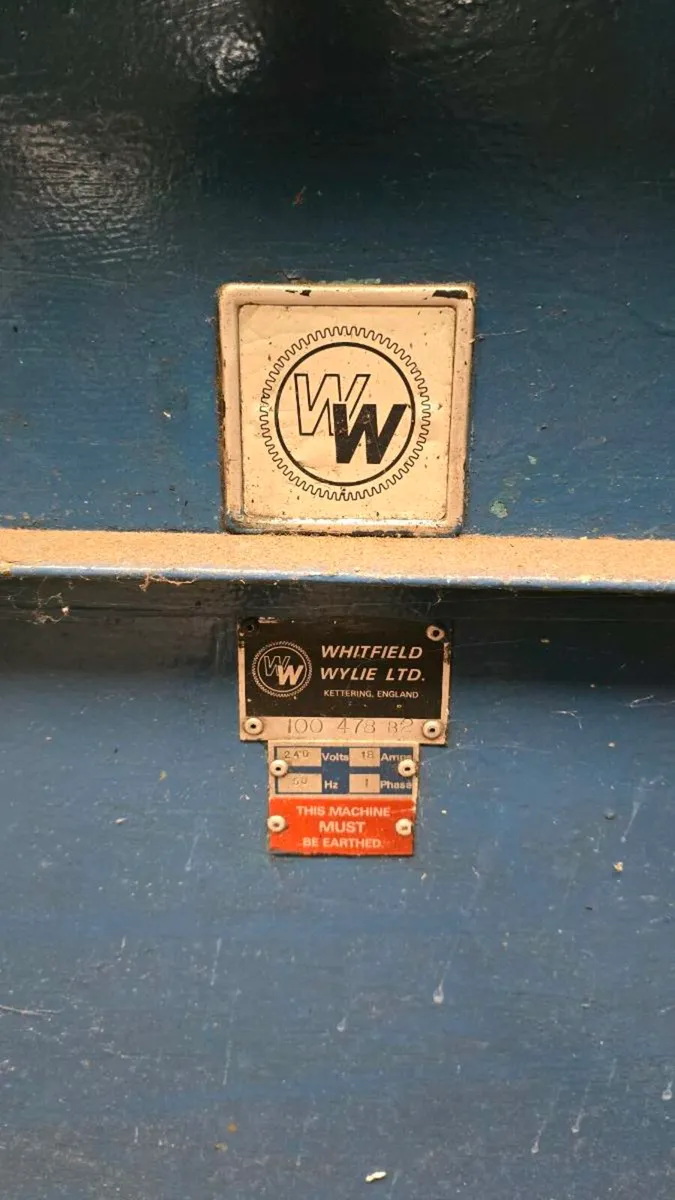 WW
WW
WHITFIELD
WYLIE LTD.
KETTERING, ENGLAND
100 478 82
240 Volts 18 Amps
50 Hz 1 Phase
THIS MACHINE
MUST
BE EARTHED.